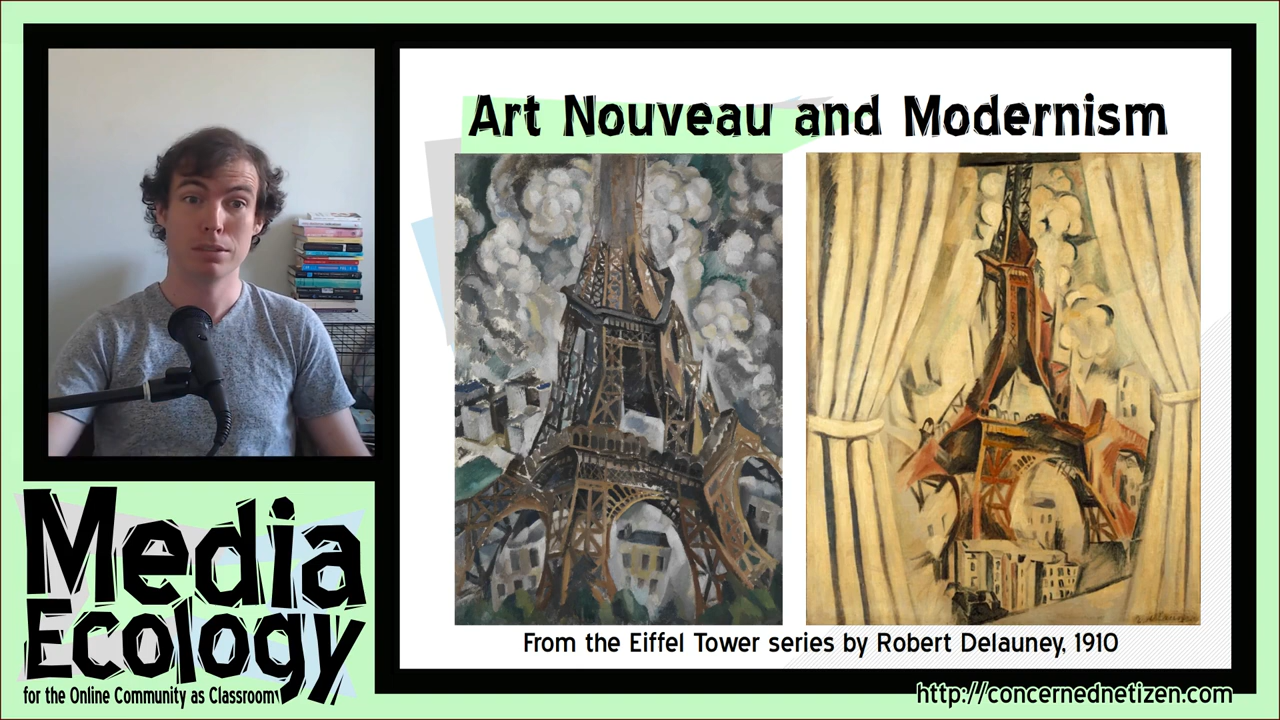 Art Nouveau and Modernism
From the Eiffel Tower series by Robert Delauney, 1910
Media
Ecology
for the Online Community as Classroom
http://concernednetizen.com